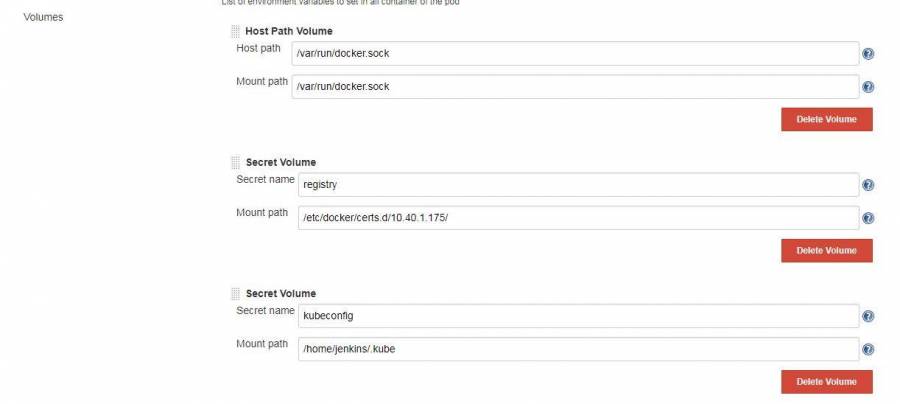 List of environment variables to set in all container of the pod
Volumes
Host Path Volume
Host path
/var/run/docker.sock
Mount path
/var/run/docker.sock
Delete Volume
Secret Volume
Secret name
registry
Mount path
/etc/docker/certs.d/10.40.1.175/
Delete Volume
Secret Volume
Secret name
kubeconfig
Mount path
/home/jenkins/.kube
Delete Volume